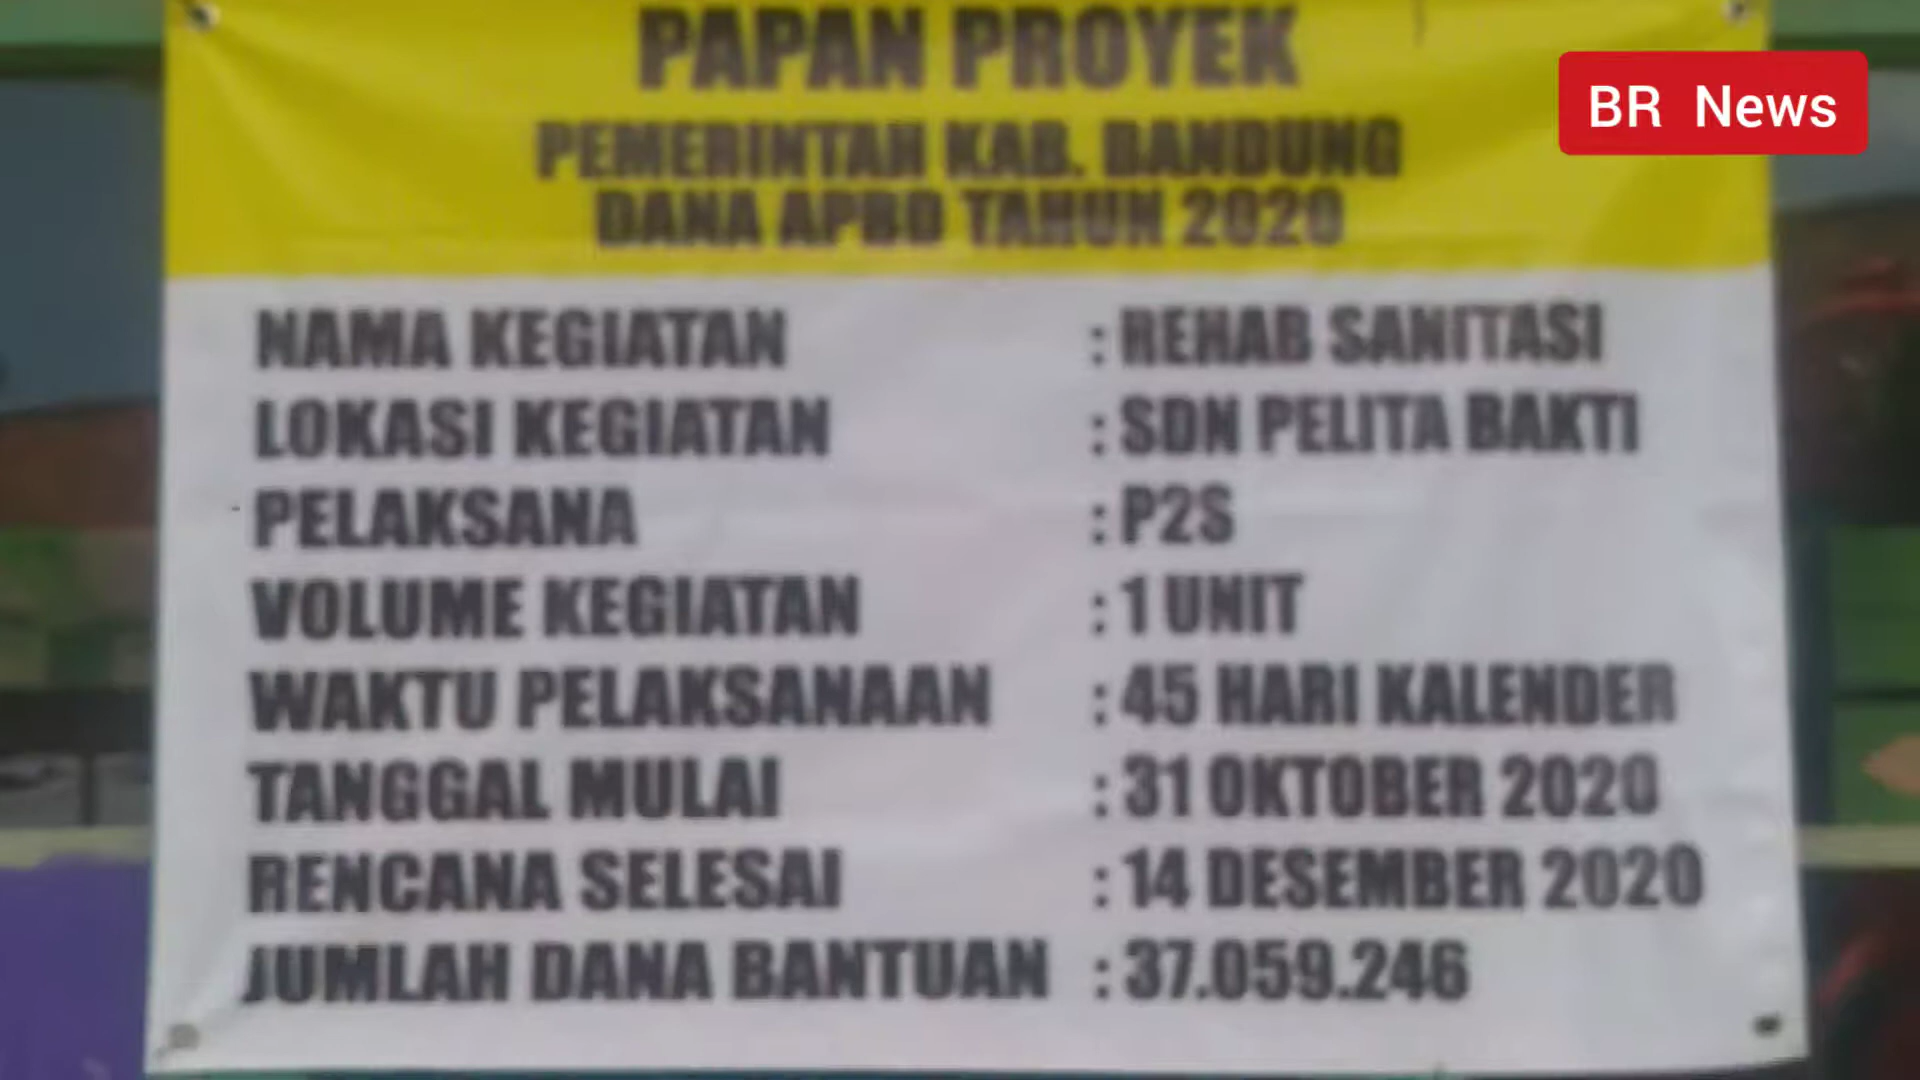 PAPAN PROYEK
BR News
PEMERINTAH KAB. BANDUNG
DANA APBD TAHUN 2020
NAMA KEGIATAN : REHAB SANITASI
LOKASI KEGIATAN : SDN PELITA BAKTI
PELAKSANA : P2S
VOLUME KEGIATAN : 1 UNIT
WAKTU PELAKSANAAN : 45 HARI KALENDER
TANGGAL MULAI : 31 OKTOBER 2020
RENCANA SELESAI : 14 DESEMBER 2020
JUMLAH DANA BANTUAN : 37.059.246